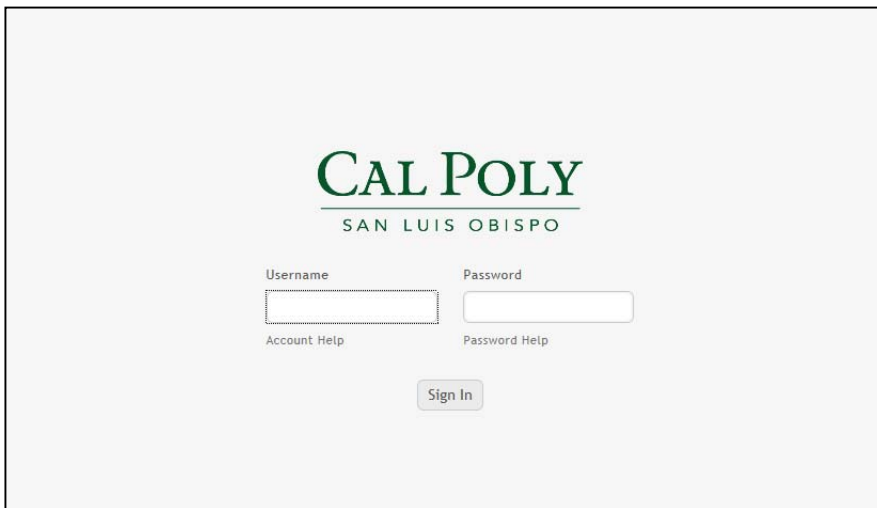 CAL POLY
SAN LUIS OBISPO
Username Password
Account Help Password Help
Sign In